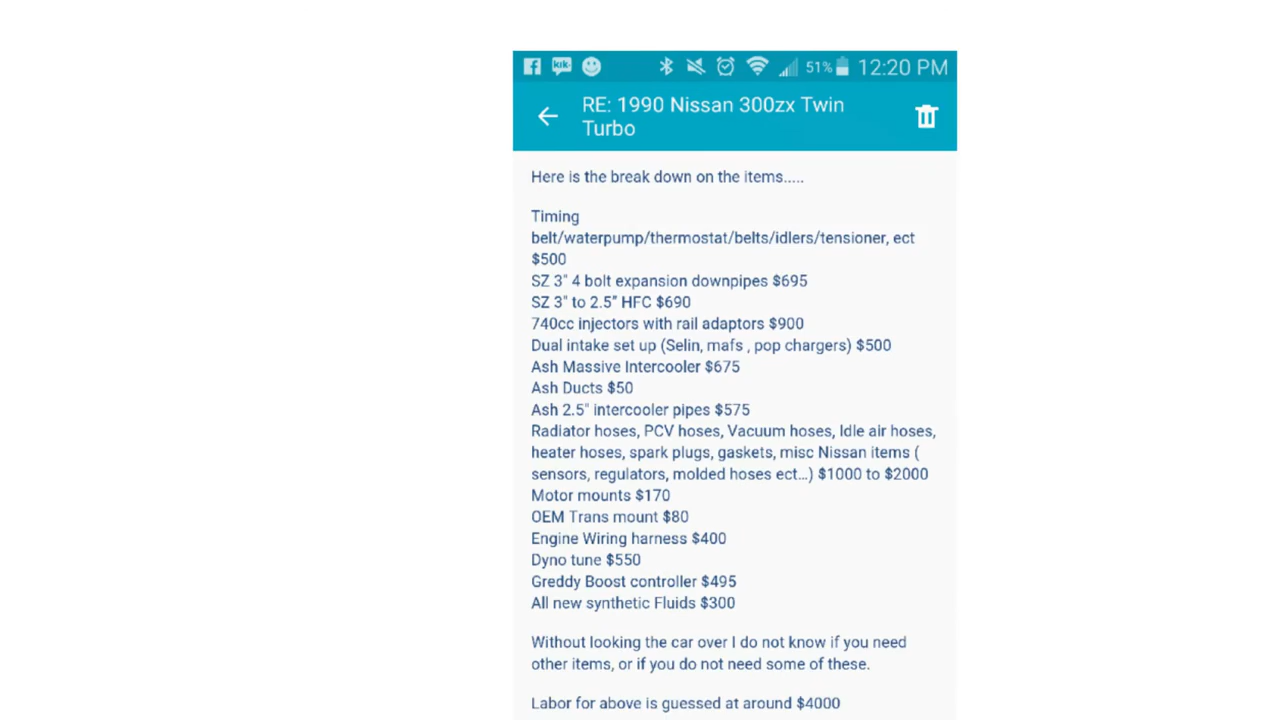 kik
51% 12:20 PM
RE: 1990 Nissan 300zx Twin
Turbo
Here is the break down on the items.....
Timing
belt/waterpump/thermostat/belts/idlers/tensioner, ect
$500
SZ 3" 4 bolt expansion downpipes $695
SZ 3" to 2.5" HFC $690
740cc injectors with rail adaptors $900
Dual intake set up (Selin, mafs , pop chargers) $500
Ash Massive Intercooler $675
Ash Ducts $50
Ash 2.5" intercooler pipes $575
Radiator hoses, PCV hoses, Vacuum hoses, Idle air hoses,
heater hoses, spark plugs, gaskets, misc Nissan items (
sensors, regulators, molded hoses ect...) $1000 to $2000
Motor mounts $170
OEM Trans mount $80
Engine Wiring harness $400
Dyno tune $550
Greddy Boost controller $495
All new synthetic Fluids $300
Without looking the car over I do not know if you need
other items, or if you do not need some of these.
Labor for above is guessed at around $4000